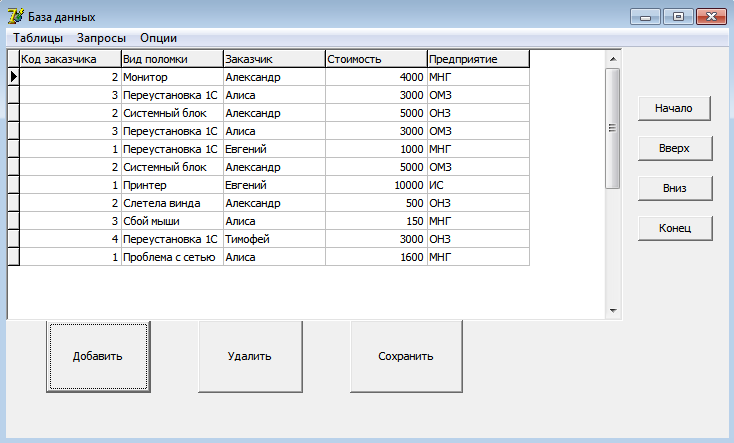 База данных
Таблицы Запросы Опции
Код заказчика Вид поломки Заказчик Стоимость Предприятие
2 Монитор Александр 4000 МНГ
3 Переустановка 1С Алиса 3000 ОМЗ
2 Системный блок Александр 5000 ОНЗ
3 Переустановка 1С Алиса 3000 ОМЗ
1 Переустановка 1С Евгений 1000 МНГ
2 Системный блок Александр 5000 ОМЗ
1 Принтер Евгений 10000 ИС
2 Слетела винда Александр 500 ОНЗ
3 Сбой мыши Алиса 150 МНГ
4 Переустановка 1С Тимофей 3000 ОНЗ
1 Проблема с сетью Алиса 1600 МНГ
Начало
Вверх
Вниз
Конец
Добавить Удалить Сохранить